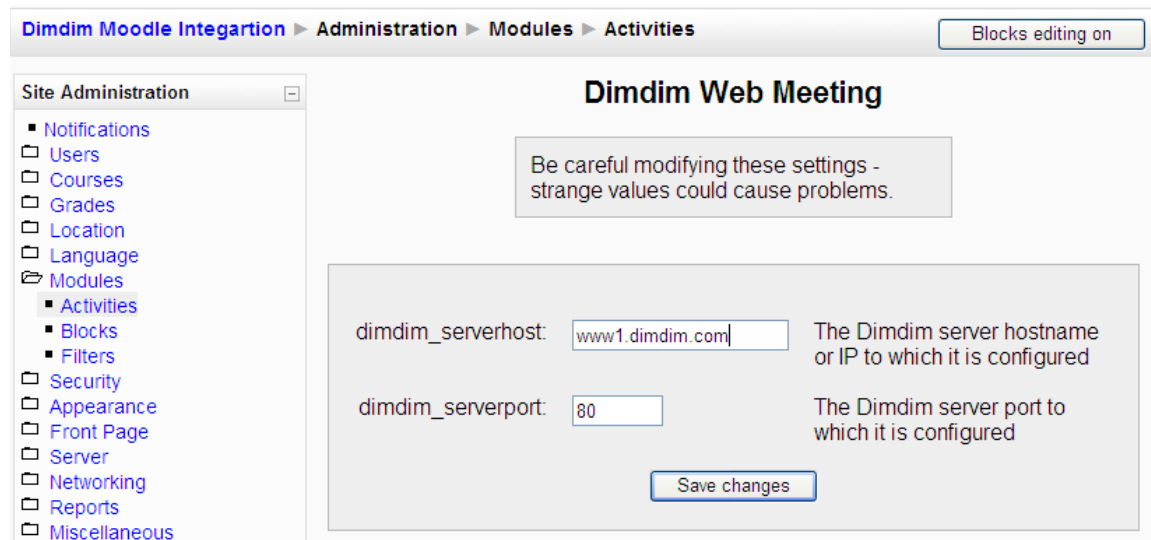 Dimdim Moodle Integartion ► Administration ► Modules ► Activities
Blocks editing on
Site Administration
Notifications
Users
Courses
Grades
Location
Language
Modules
Activities
Blocks
Filters
Security
Appearance
Front Page
Server
Networking
Reports
Miscellaneous
Dimdim Web Meeting
Be careful modifying these settings -
strange values could cause problems.
dimdim_serverhost: www1.dimdim.com The Dimdim server hostname
or IP to which it is configured
dimdim_serverport: 80 The Dimdim server port to
which it is configured
Save changes